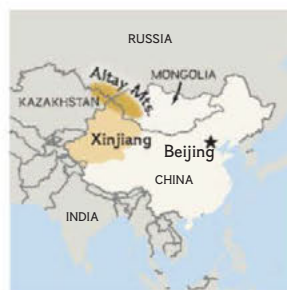 RUSSIA
Altay Mts.
MONGOLIA
KAZAKHSTAN
Xinjiang
Beijing
CHINA
INDIA